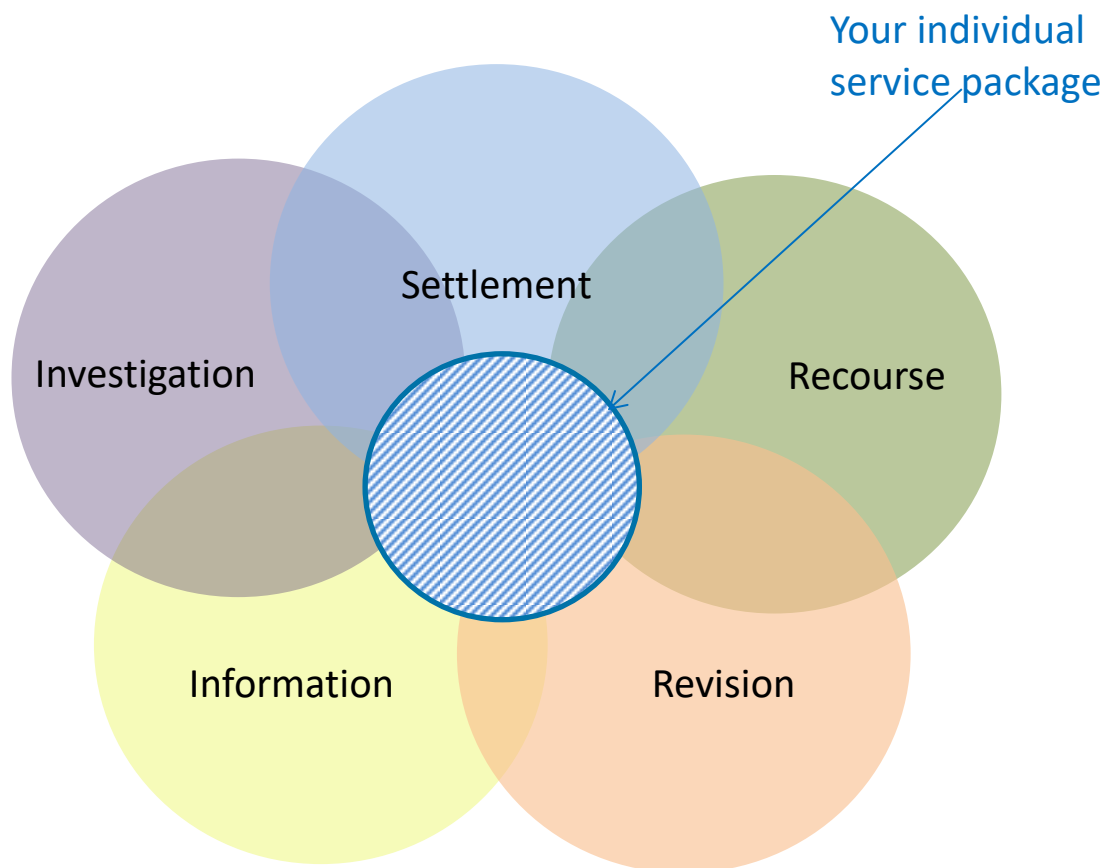 Your individual
service package
Settlement
Investigation
Recourse
Information
Revision